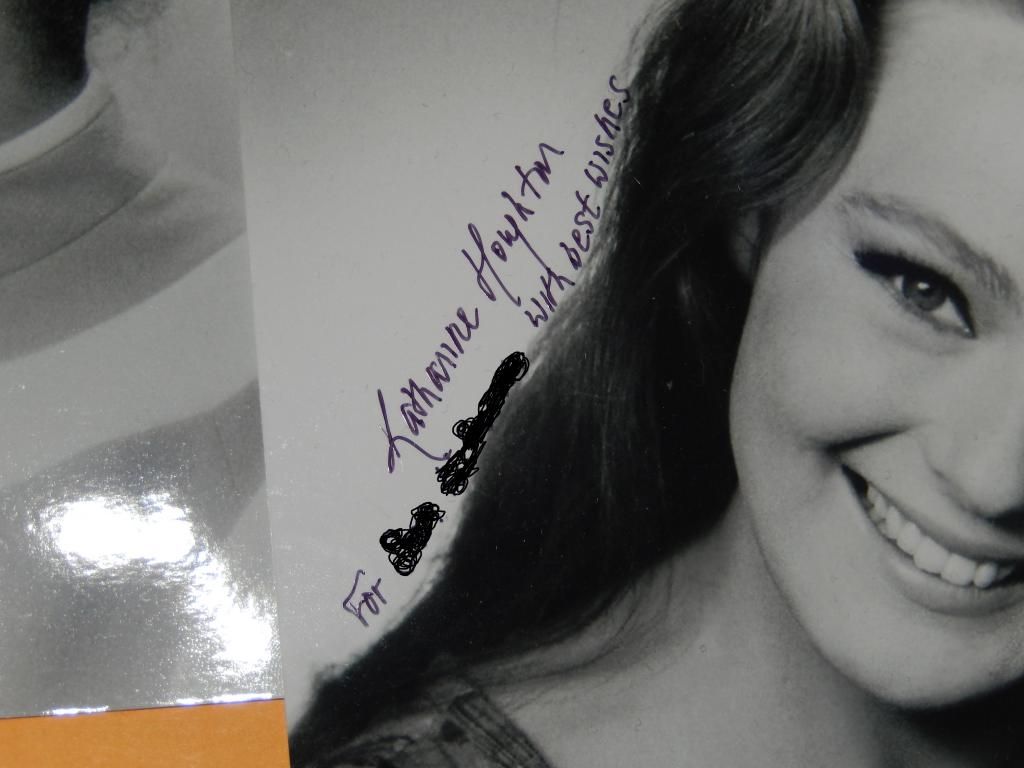 For
Katharine Houghton
with best wishes